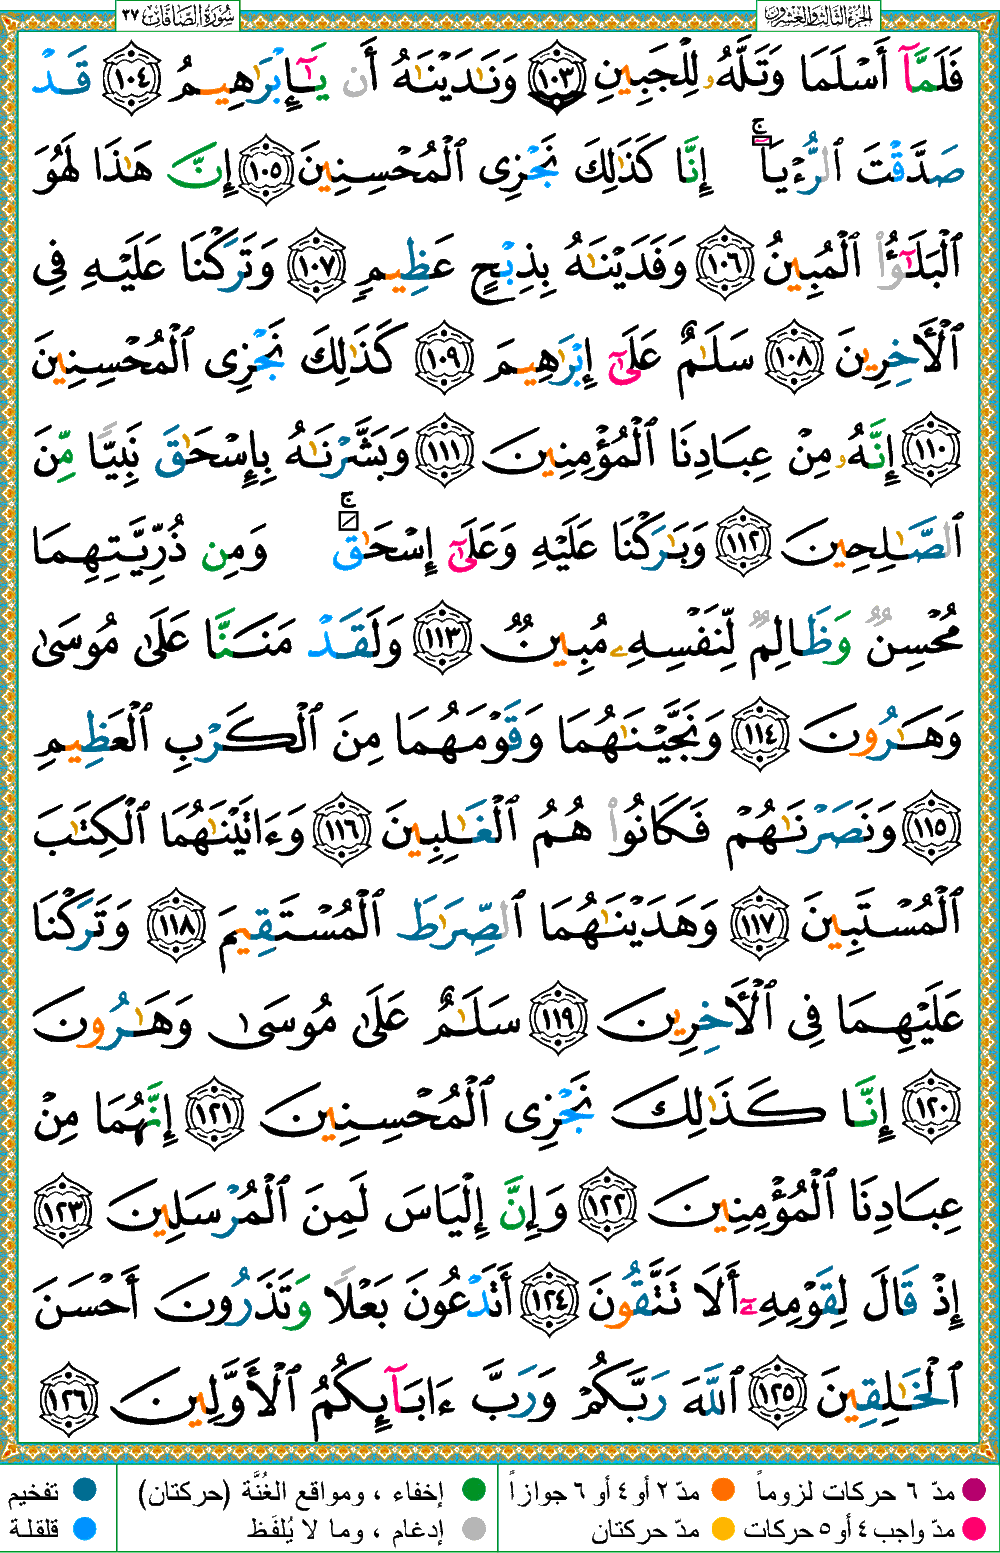 سُورَةُ الصَّافَّاتِ ٣٧
الجزء الثالث والعشرون
فَلَمَّآ أَسْلَمَا وَتَلَّهُۥ لِلْجَبِينِ ١٠٣ وَنَـٰدَيْنَـٰهُ أَن يَـٰٓإِبْرَٰهِيمُ ١٠٤ قَدْ
صَدَّقْتَ ٱلرُّءْيَآ ۚ إِنَّا كَذَٰلِكَ نَجْزِى ٱلْمُحْسِنِينَ ١٠٥ إِنَّ هَـٰذَا لَهُوَ
ٱلْبَلَـٰٓؤُا۟ ٱلْمُبِينُ ١٠٦ وَفَدَيْنَـٰهُ بِذِبْحٍ عَظِيمٍ ١٠٧ وَتَرَكْنَا عَلَيْهِ فِى
ٱلْـَٔاخِرِينَ ١٠٨ سَلَـٰمٌ عَلَىٰٓ إِبْرَٰهِيمَ ١٠٩ كَذَٰلِكَ نَجْزِى ٱلْمُحْسِنِينَ
١١٠ إِنَّهُۥ مِنْ عِبَادِنَا ٱلْمُؤْمِنِينَ ١١١ وَبَشَّرْنَـٰهُ بِإِسْحَـٰقَ نَبِيًّا مِّنَ
ٱلصَّـٰلِحِينَ ١١٢ وَبَـٰرَكْنَا عَلَيْهِ وَعَلَىٰٓ إِسْحَـٰقَ ۚ وَمِن ذُرِّيَّتِهِمَا
مُحْسِنٌ وَظَالِمٌ لِّنَفْسِهِۦ مُبِينٌ ١١٣ وَلَقَدْ مَنَنَّا عَلَىٰ مُوسَىٰ
وَهَـٰرُونَ ١١٤ وَنَجَّيْنَـٰهُمَا وَقَوْمَهُمَا مِنَ ٱلْكَرْبِ ٱلْعَظِيمِ
١١٥ وَنَصَرْنَـٰهُمْ فَكَانُوا۟ هُمُ ٱلْغَـٰلِبِينَ ١١٦ وَءَاتَيْنَـٰهُمَا ٱلْكِتَـٰبَ
ٱلْمُسْتَبِينَ ١١٧ وَهَدَيْنَـٰهُمَا ٱلصِّرَٰطَ ٱلْمُسْتَقِيمَ ١١٨ وَتَرَكْنَا
عَلَيْهِمَا فِى ٱلْـَٔاخِرِينَ ١١٩ سَلَـٰمٌ عَلَىٰ مُوسَىٰ وَهَـٰرُونَ
١٢٠ إِنَّا كَذَٰلِكَ نَجْزِى ٱلْمُحْسِنِينَ ١٢١ إِنَّهُمَا مِنْ
عِبَادِنَا ٱلْمُؤْمِنِينَ ١٢٢ وَإِنَّ إِلْيَاسَ لَمِنَ ٱلْمُرْسَلِينَ ١٢٣
إِذْ قَالَ لِقَوْمِهِۦٓ أَلَا تَتَّقُونَ ١٢٤ أَتَدْعُونَ بَعْلًا وَتَذَرُونَ أَحْسَنَ
ٱلْخَـٰلِقِينَ ١٢٥ ٱللَّهَ رَبَّكُمْ وَرَبَّ ءَابَآئِكُمُ ٱلْأَوَّلِينَ ١٢٦
مدّ ٦ حركات لزوماً مدّ ٢ أو ٤ أو ٦ جوازاً إخفاء ، ومواقع الغُنَّة (حركتان) تفخيم
مدّ واجب ٤ أو ٥ حركات مدّ حركتان إدغام ، وما لا يُلفَظ قلقلة